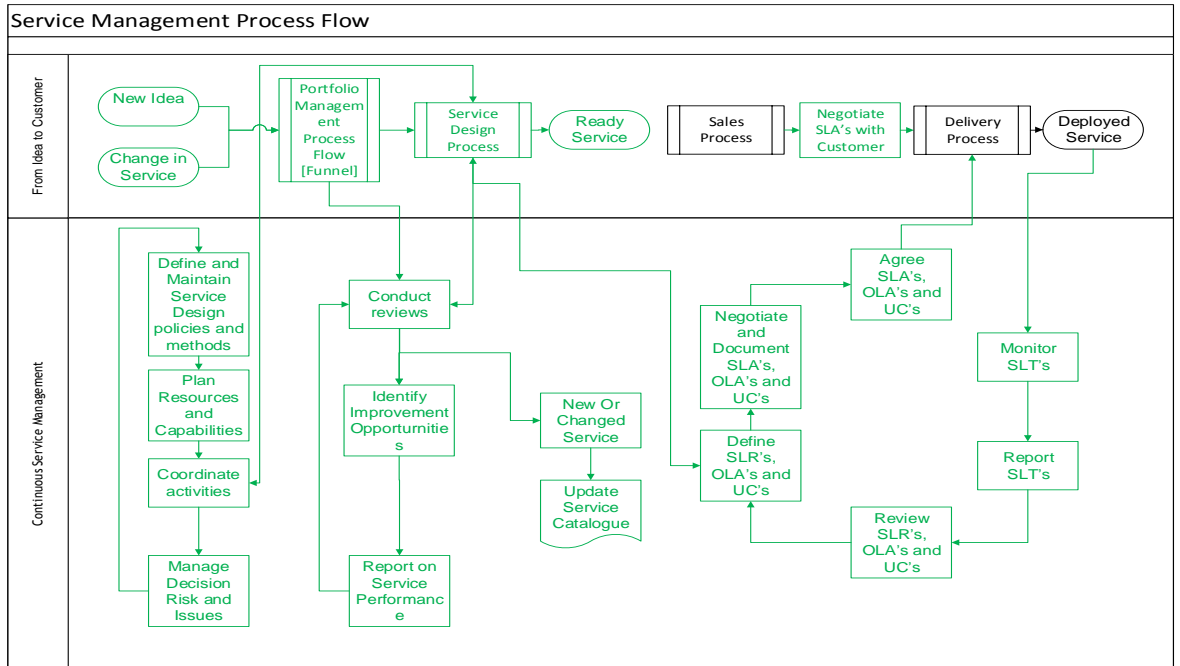 Service Management Process Flow
From Idea to Customer
New Idea
Change in
Service
Portfolio
Managem
ent
Process
Flow
[Funnel]
Service
Design
Process
Ready
Service
Sales
Process
Negotiate
SLA's with
Customer
Delivery
Process
Deployed
Service
Continuous Service Management
Define and
Maintain
Service
Design
policies and
methods
Plan
Resources
and
Capabilities
Coordinate
activities
Manage
Decision
Risk and
Issues
Conduct
reviews
Identify
Improvement
Opportunitie
s
Report on
Service
Performanc
e
New Or
Changed
Service
Update
Service
Catalogue
Negotiate
and
Document
SLA's,
OLA's and
UC's
Define
SLR's,
OLA's and
UC's
Agree
SLA's,
OLA's and
UC's
Review
SLR's,
OLA's and
UC's
Monitor
SLT's
Report
SLT's